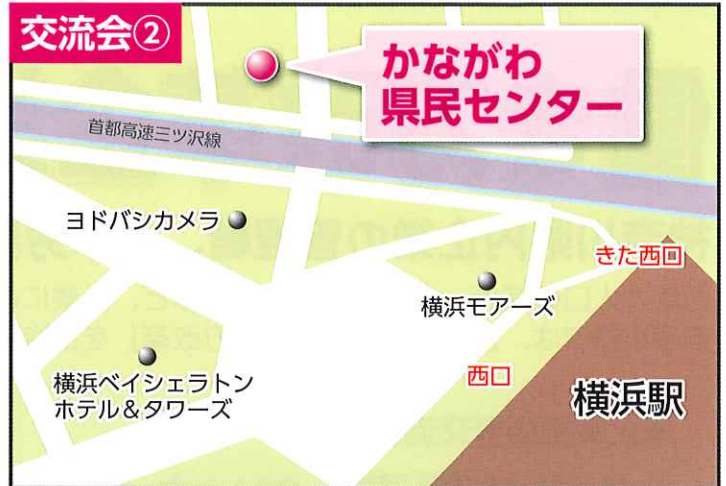 交流会②
かながわ
県民センター
首都高速三ツ沢線
ヨドバシカメラ
きた西口
横浜モアーズ
西口
横浜ベイシェラトン
ホテル＆タワーズ
横浜駅